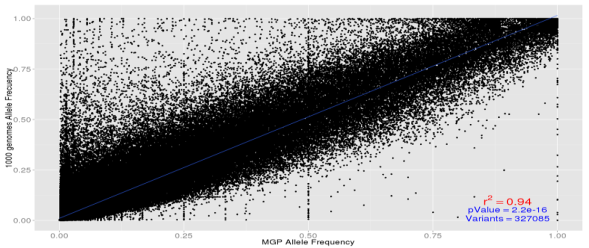 1.00
0.75
0.50
0.25
0.00
1000 genomes Allele Frecuency
r² = 0.94
pValue = 2.2e-16
Variants = 327085
0.00 0.25 0.50 0.75 1.00
MGP Allele Frequency